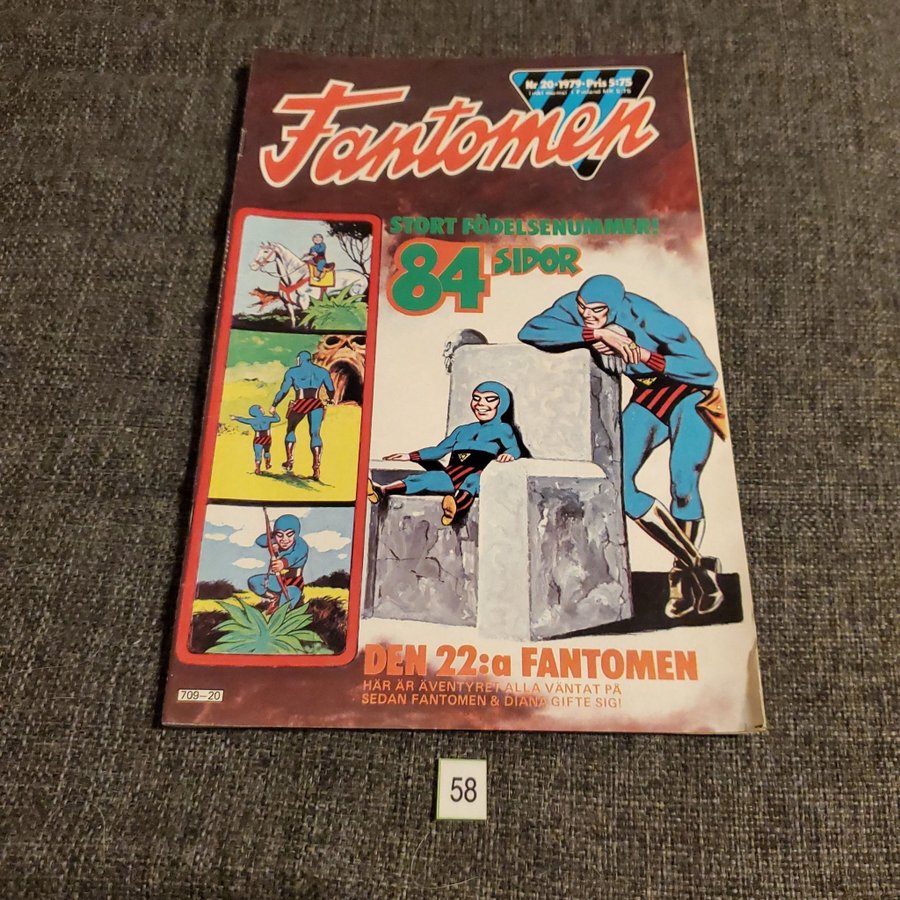 Nr 20•1979•Pris 5:75
Fantomen
STORT FÖDELSENUMMER!
84 SIDOR
DEN 22:a FANTOMEN
HÄR ÄR ÄVENTYRET ALLA VÄNTAT PÅ
SEDAN FANTOMEN & DIANA GIFTE SIG!
709-20
58